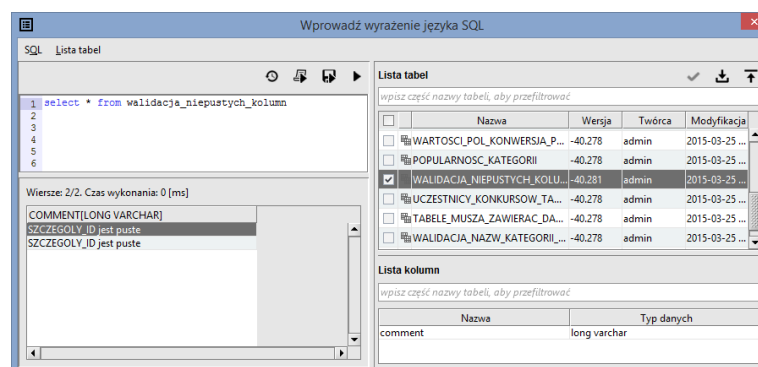 Wprowadź wyrażenie języka SQL
SQL Lista tabel
1 select * from walidacja_niepustych_kolumn
2
3
4
5
6
Wiersze: 2/2. Czas wykonania: 0 [ms]
COMMENT[LONG VARCHAR]
SZCZEGOLY_ID jest puste
SZCZEGOLY_ID jest puste
Lista tabel
wpisz część nazwy tabeli, aby przefiltrować
Nazwa Wersja Twórca Modyfikacja
WARTOSCI_POL_KONWERSJA_P... -40.278 admin 2015-03-25 ...
POPULARNOSC_KATEGORII -40.278 admin 2015-03-25 ...
WALIDACJA_NIEPUSTYCH_KOLU... -40.281 admin 2015-03-25 ...
UCZESTNICY_KONKURSOW_TA... -40.278 admin 2015-03-25 ...
TABELE_MUSZA_ZAWIERAC_DA... -40.278 admin 2015-03-25 ...
WALIDACJA_NAZW_KATEGORII_... -40.278 admin 2015-03-25 ...
Lista kolumn
wpisz część nazwy tabeli, aby przefiltrować
Nazwa Typ danych
comment long varchar